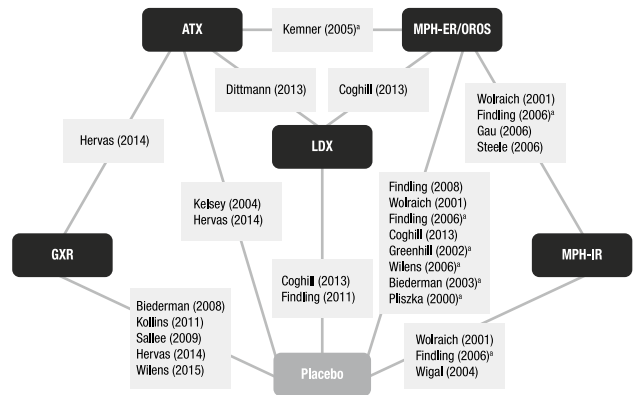 ATX
Kemner (2005)ª
MPH-ER/OROS
Dittmann (2013)
Coghill (2013)
Wolraich (2001)
Findling (2006)ª
Gau (2006)
Steele (2006)
Hervas (2014)
LDX
Kelsey (2004)
Hervas (2014)
Findling (2008)
Wolraich (2001)
Findling (2006)ª
Coghill (2013)
Greenhill (2002)ª
Wilens (2006)ª
Biederman (2003)ª
Pliszka (2000)ª
GXR
MPH-IR
Coghill (2013)
Findling (2011)
Biederman (2008)
Kollins (2011)
Sallee (2009)
Hervas (2014)
Wilens (2015)
Placebo
Wolraich (2001)
Findling (2006)ª
Wigal (2004)